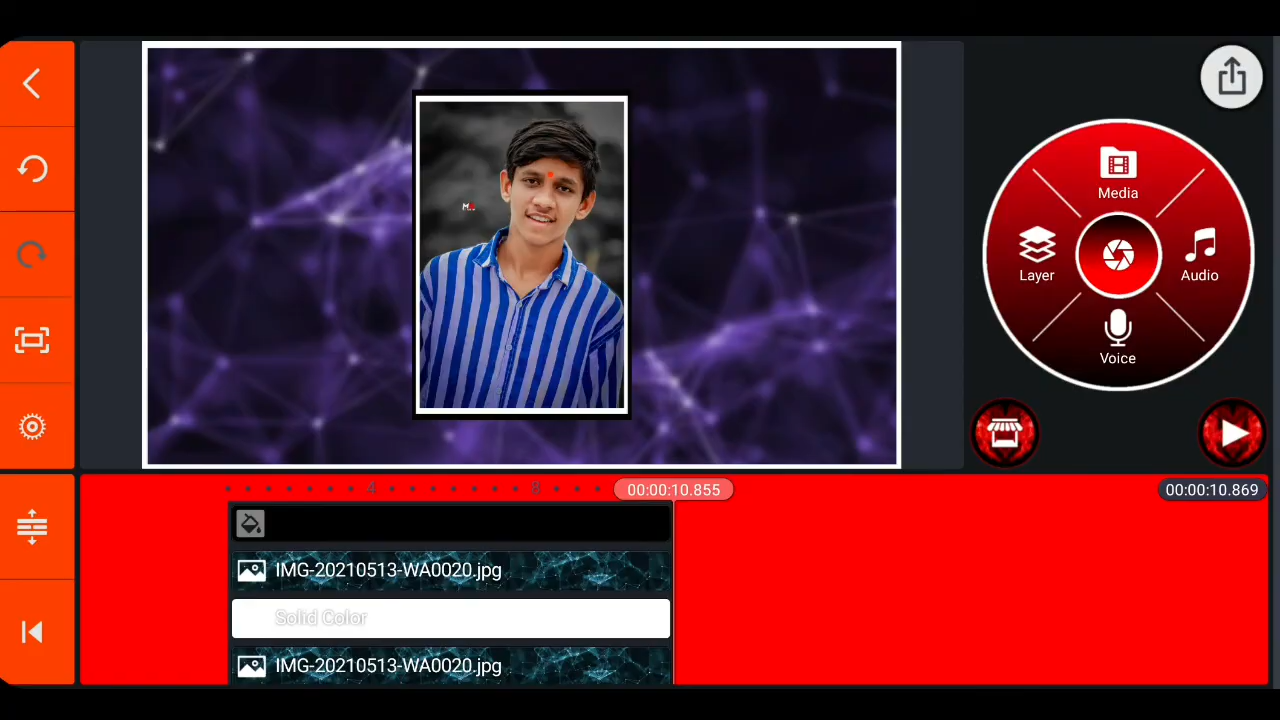 Media
Layer
Audio
Voice
4
8
00:00:10.855
00:00:10.869
IMG-20210513-WA0020.jpg
Solid Color
IMG-20210513-WA0020.jpg